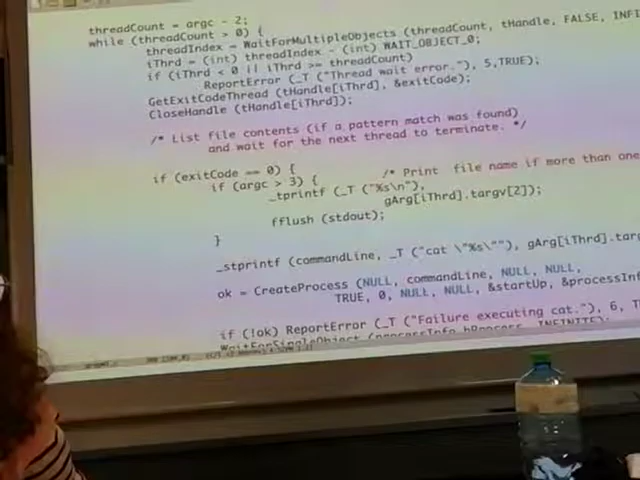 threadCount = argc - 2;
while (threadCount > 0) {
threadIndex = WaitForMultipleObjects (threadCount, tHandle, FALSE, INFI
iThrd = (int) threadIndex - (int) WAIT_OBJECT_0;
if (iThrd < 0 || iThrd >= threadCount)
ReportError (_T ("Thread wait error."), 5,TRUE);
GetExitCodeThread (tHandle[iThrd], &exitCode);
CloseHandle (tHandle[iThrd]);
/* List file contents (if a pattern match was found)
and wait for the next thread to terminate. */
if (exitCode == 0) {
if (argc > 3) { /* Print file name if more than one
_tprintf (_T ("%s\n"),
gArg[iThrd].targv[2]);
fflush (stdout);
}
_stprintf (commandLine, _T ("cat \"%s\""), gArg[iThrd].targ
ok = CreateProcess (NULL, commandLine, NULL, NULL,
TRUE, 0, NULL, NULL, &startUp, &processInf
if (!ok) ReportError (_T ("Failure executing cat."), 6, T
WaitForSingleObject (processInfo.hProcess, INFINITE);